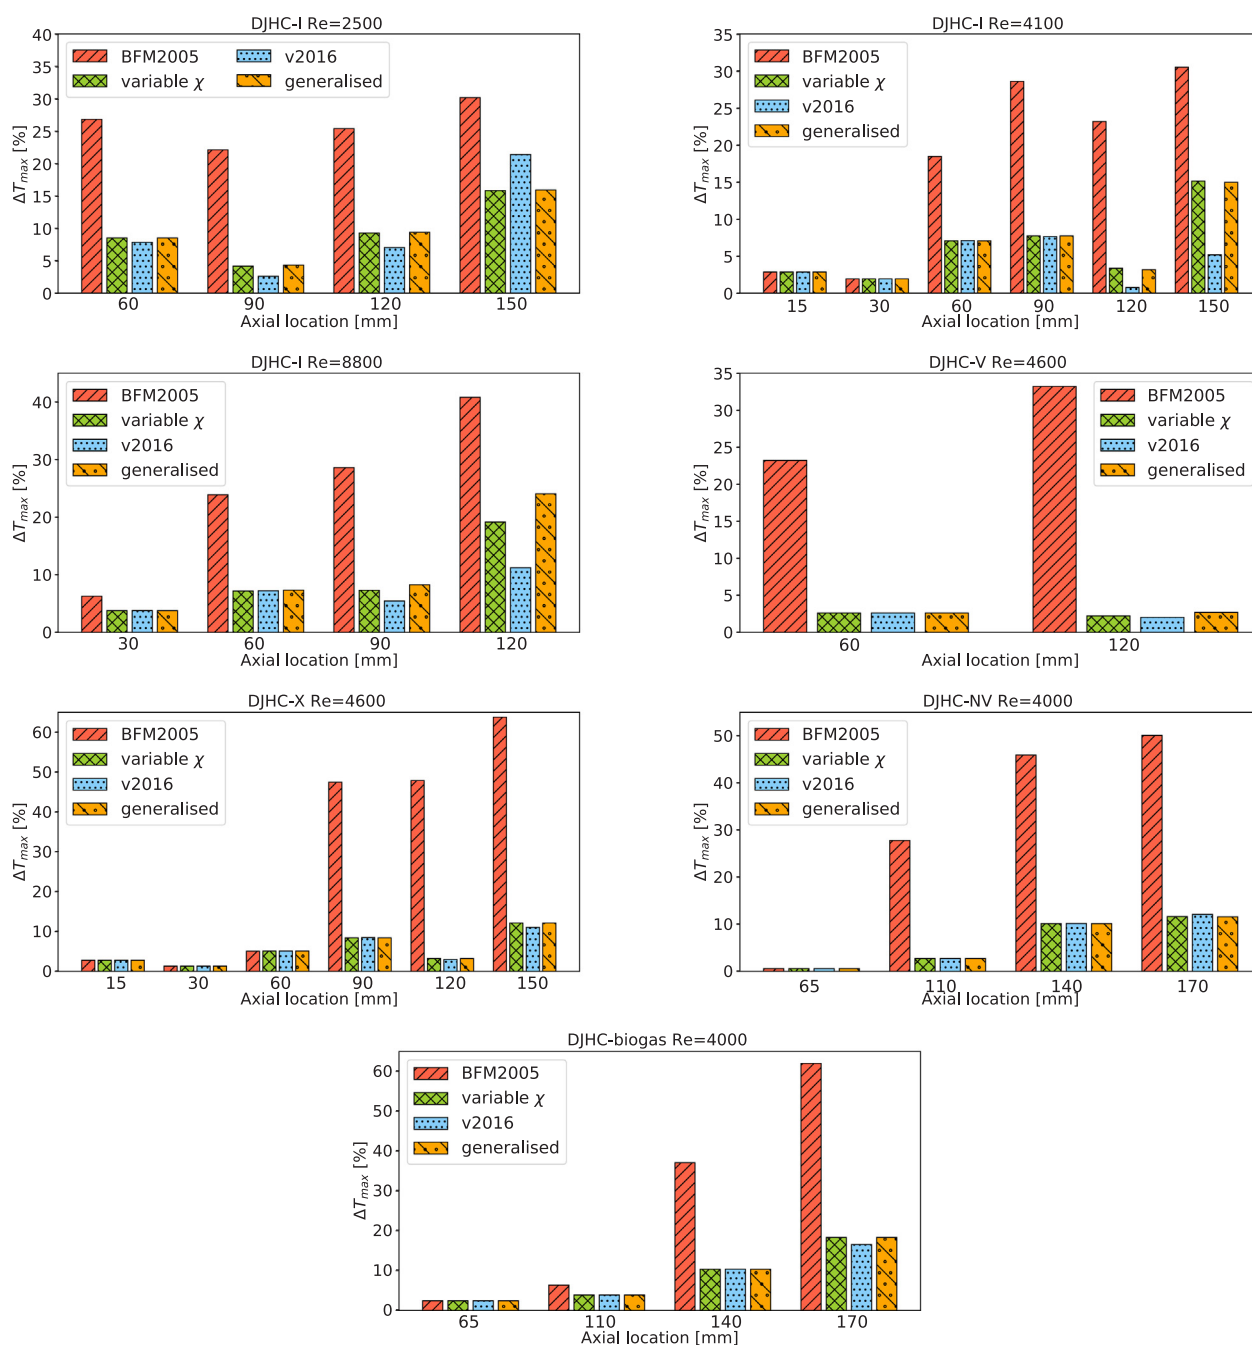 DJHC-I Re=2500
40
35
30
25
20
15
10
5
0
ΔT_max [%]
BFM2005
variable χ
v2016
generalised
60 90 120 150
Axial location [mm]
DJHC-I Re=4100
35
30
25
20
15
10
5
0
ΔT_max [%]
BFM2005
variable χ
v2016
generalised
15 30 60 90 120 150
Axial location [mm]
DJHC-I Re=8800
40
30
20
10
0
ΔT_max [%]
BFM2005
variable χ
v2016
generalised
30 60 90 120
Axial location [mm]
DJHC-V Re=4600
35
30
25
20
15
10
5
0
ΔT_max [%]
BFM2005
variable χ
v2016
generalised
60 120
Axial location [mm]
DJHC-X Re=4600
60
50
40
30
20
10
0
ΔT_max [%]
BFM2005
variable χ
v2016
generalised
15 30 60 90 120 150
Axial location [mm]
DJHC-NV Re=4000
50
40
30
20
10
0
ΔT_max [%]
BFM2005
variable χ
v2016
generalised
65 110 140 170
Axial location [mm]
DJHC-biogas Re=4000
60
50
40
30
20
10
0
ΔT_max [%]
BFM2005
variable χ
v2016
generalised
65 110 140 170
Axial location [mm]